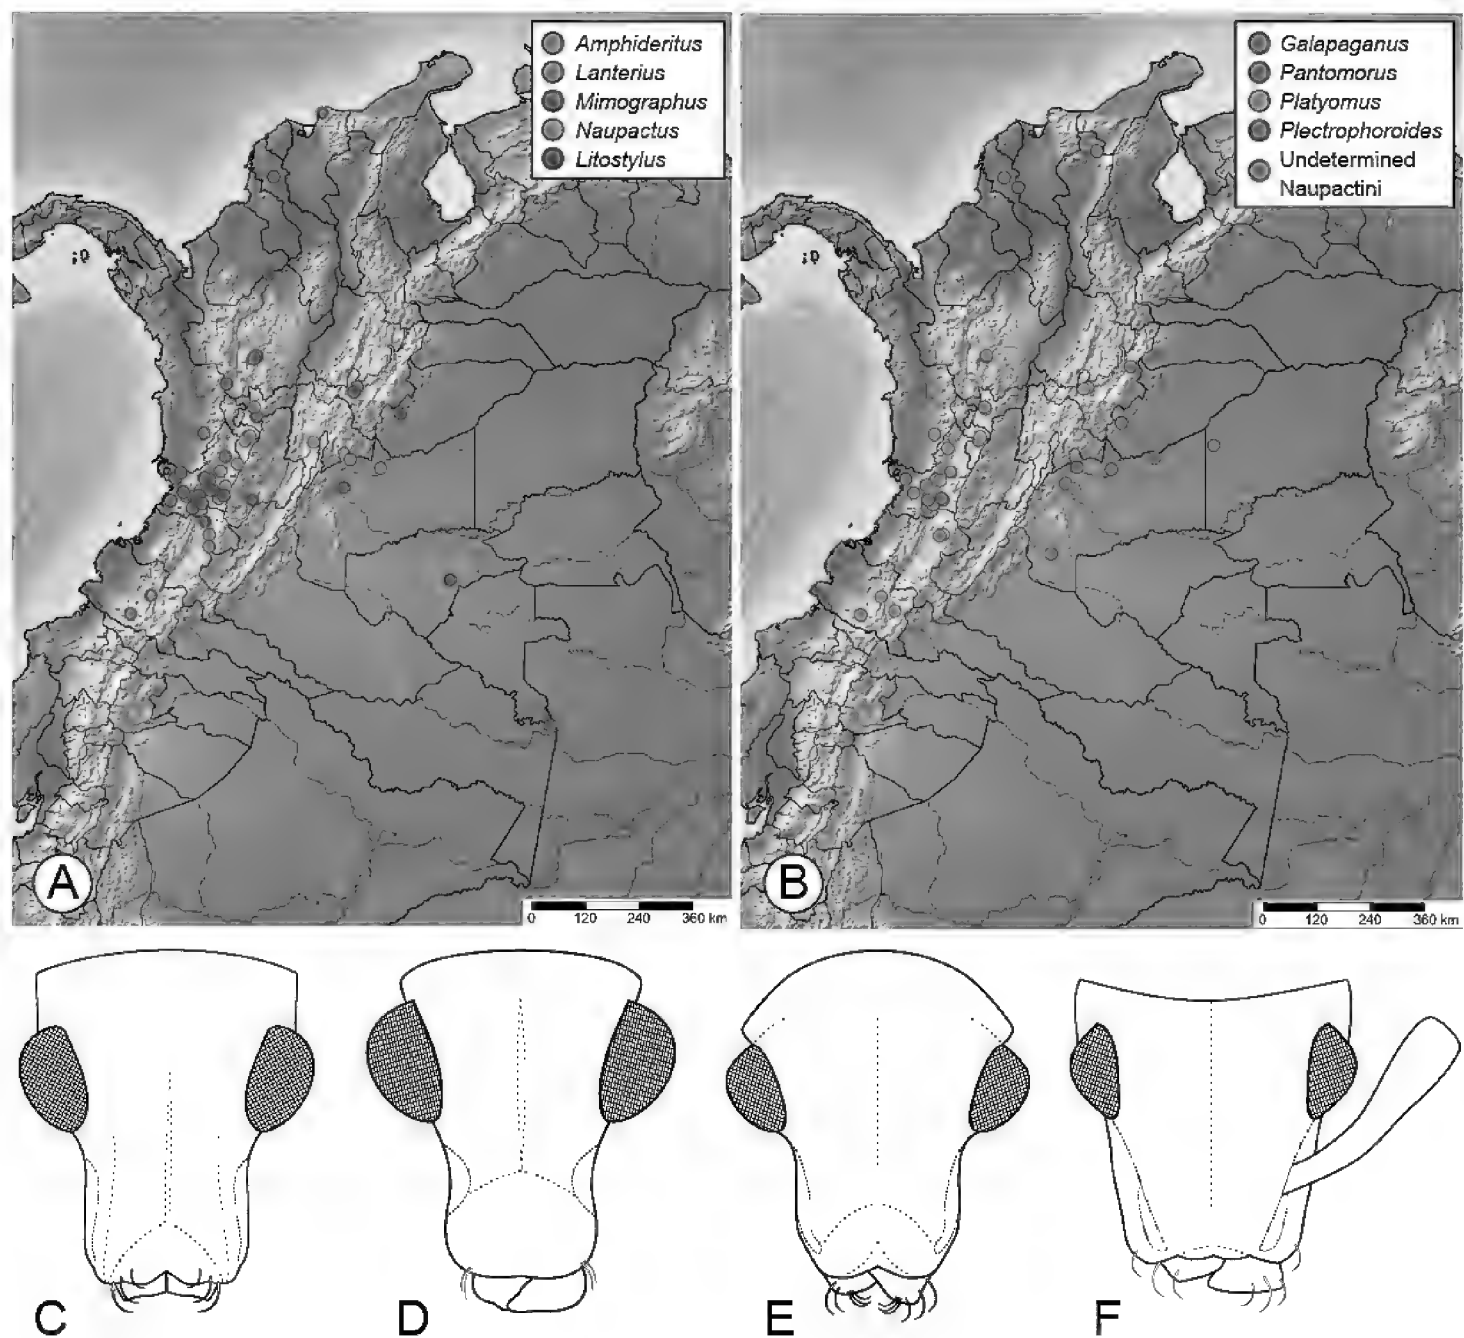 Amphideritus
Lanterius
Mimographus
Naupactus
Litostylus
A
0 120 240 360 km
Galapaganus
Pantomorus
Platyomus
Plectrophoroides
Undetermined
Naupactini
B
0 120 240 360 km
C
D
E
F